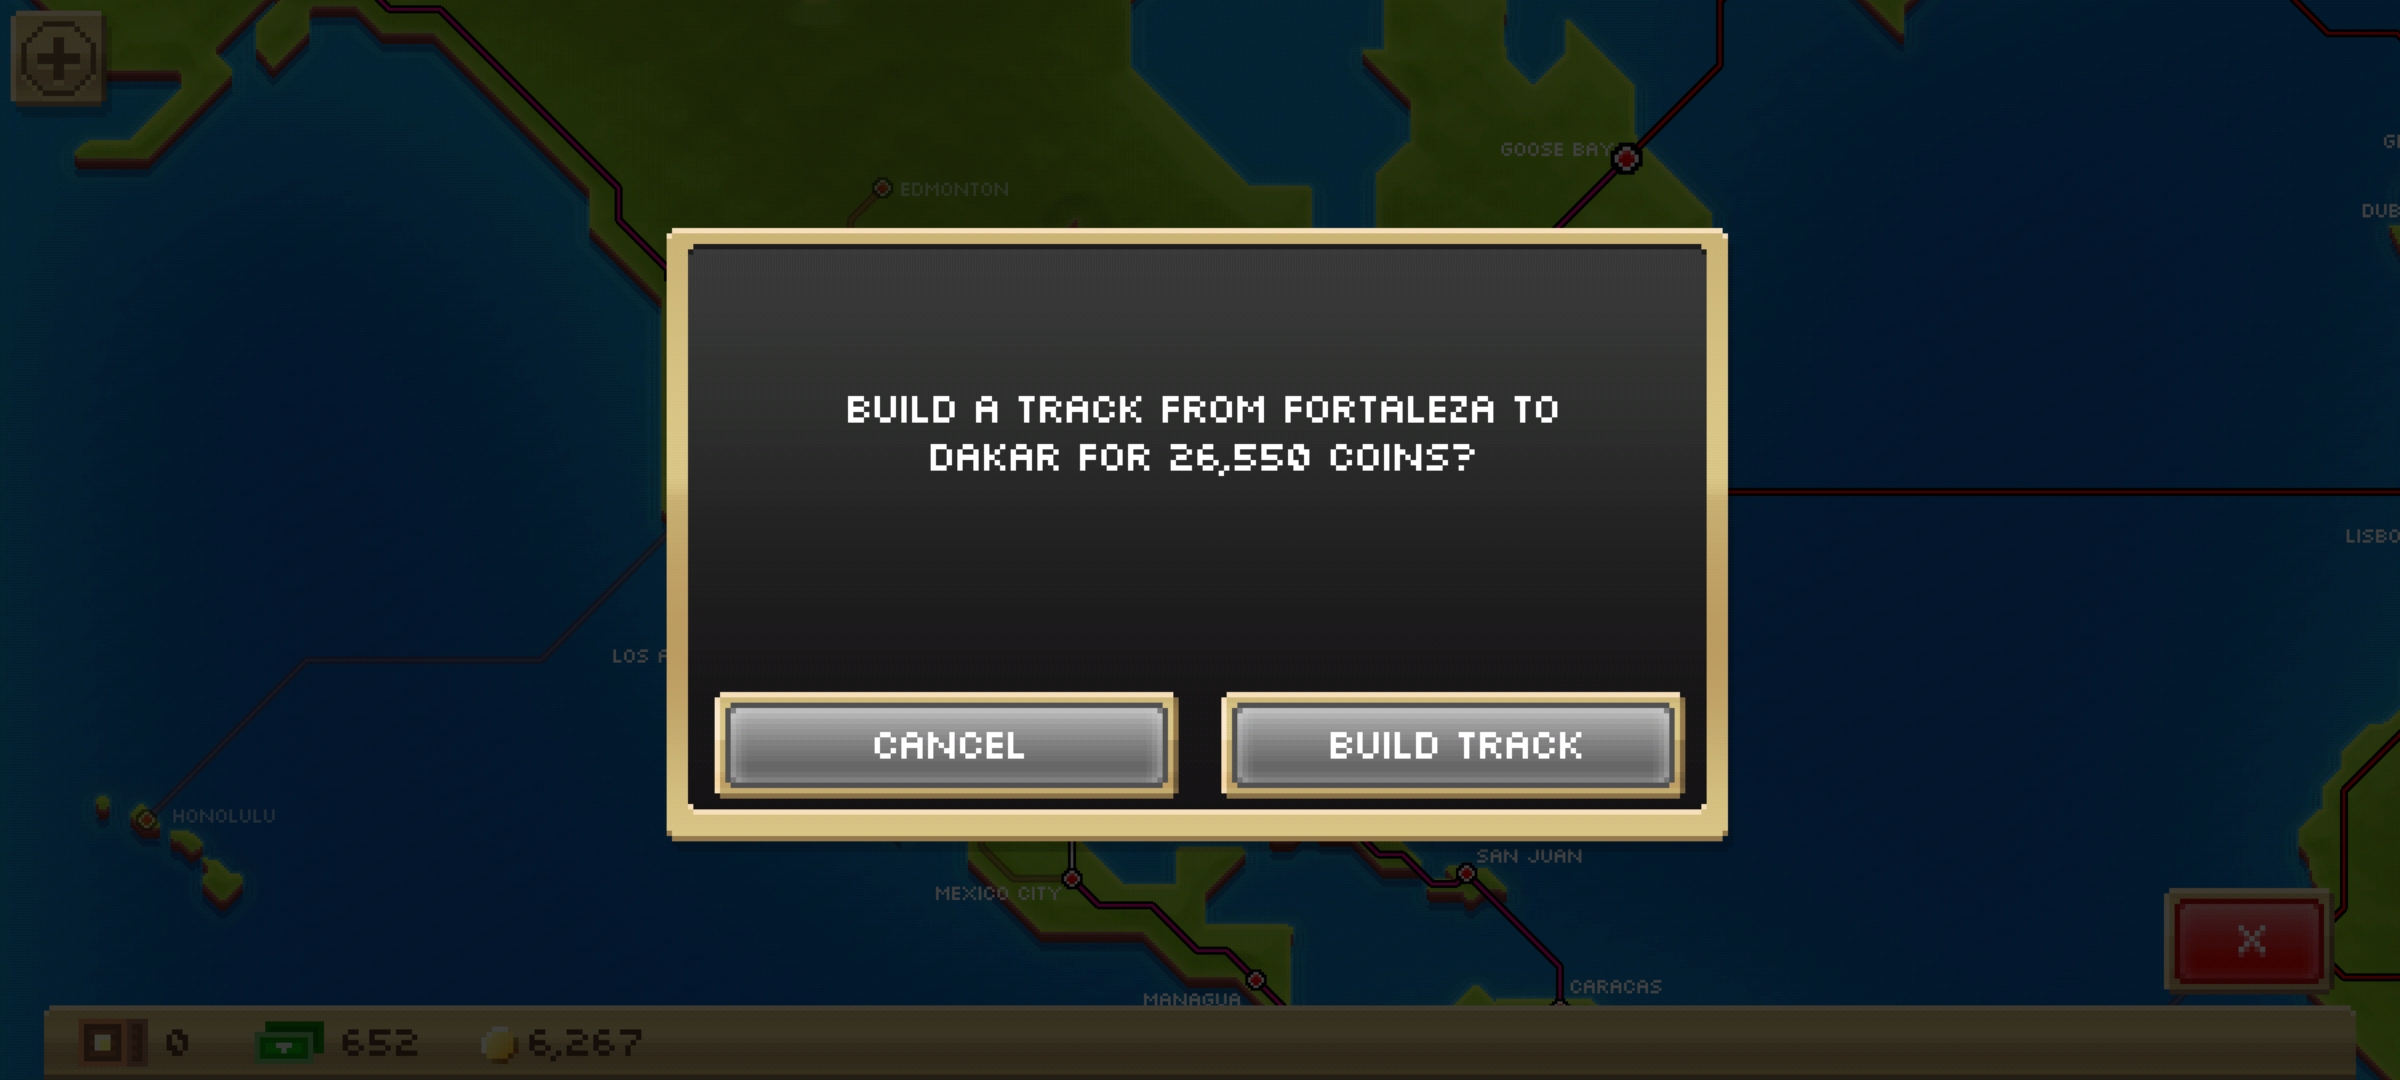 GOOSE BAY
EDMONTON
BUILD A TRACK FROM FORTALEZA TO
DAKAR FOR 26,550 COINS?
CANCEL
BUILD TRACK
HONOLULU
SAN JUAN
MEXICO CITY
MANAGUA
CARACAS
X
0
652
6,267